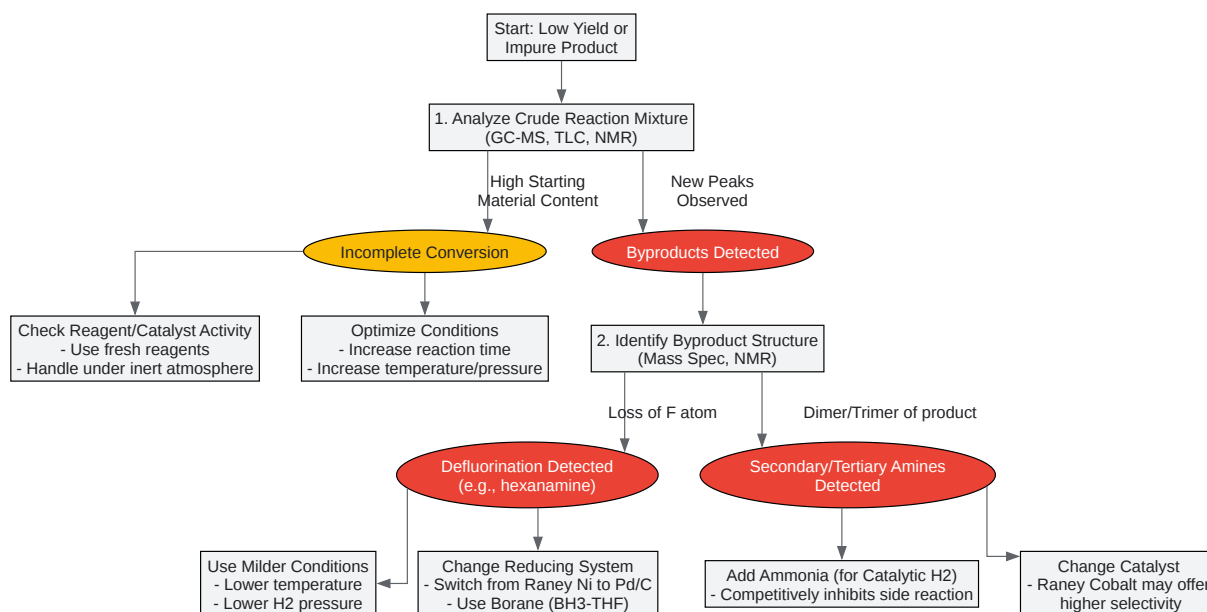 Start: Low Yield or
Impure Product
1. Analyze Crude Reaction Mixture
(GC-MS, TLC, NMR)
High Starting
Material Content
New Peaks
Observed
Incomplete Conversion
Byproducts Detected
Check Reagent/Catalyst Activity
- Use fresh reagents
- Handle under inert atmosphere
Optimize Conditions
- Increase reaction time
- Increase temperature/pressure
2. Identify Byproduct Structure
(Mass Spec, NMR)
Loss of F atom
Dimer/Trimer of product
Defluorination Detected
(e.g., hexanamine)
Secondary/Tertiary Amines
Detected
Use Milder Conditions
- Lower temperature
- Lower H2 pressure
Change Reducing System
- Switch from Raney Ni to Pd/C
- Use Borane (BH3-THF)
Add Ammonia (for Catalytic H2)
- Competitively inhibits side reaction
Change Catalyst
- Raney Cobalt may offer
higher selectivity